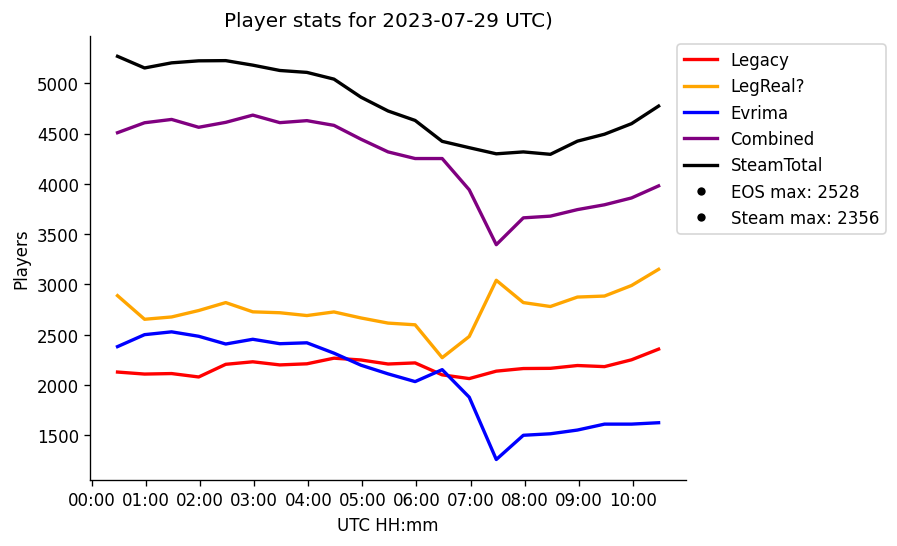 Player stats for 2023-07-29 UTC)
Legacy
LegReal?
Evrima
Combined
SteamTotal
EOS max: 2528
Steam max: 2356
Players
5000
4500
4000
3500
3000
2500
2000
1500
00:00 01:00 02:00 03:00 04:00 05:00 06:00 07:00 08:00 09:00 10:00
UTC HH:mm